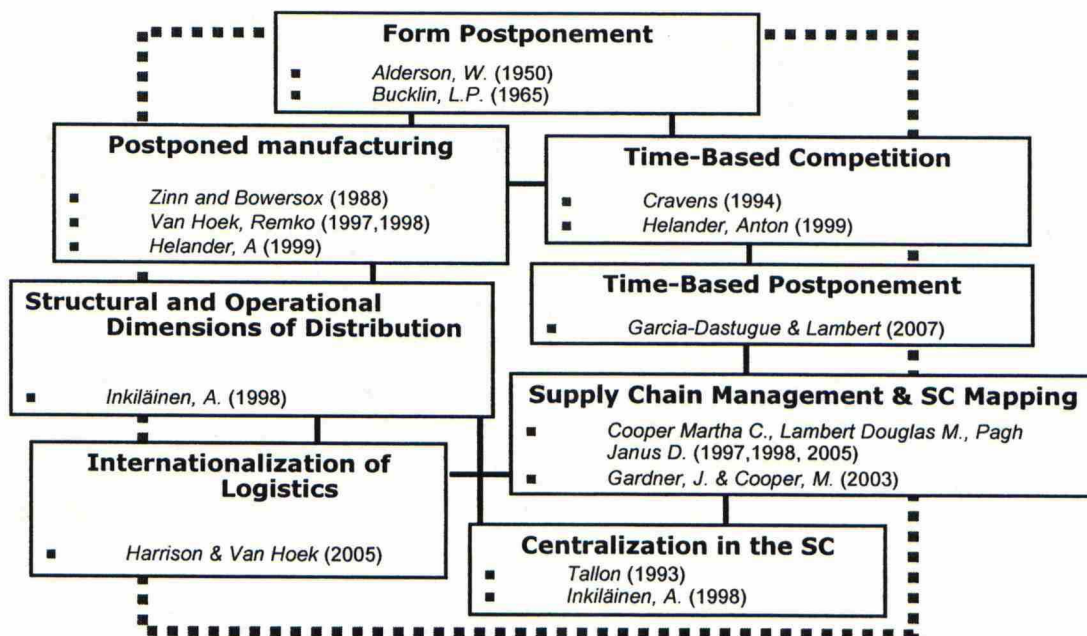 Form Postponement
Alderson, W. (1950)
Bucklin, L.P. (1965)
Postponed manufacturing
Zinn and Bowersox (1988)
Van Hoek, Remko (1997,1998)
Helander, A (1999)
Time-Based Competition
Cravens (1994)
Helander, Anton (1999)
Time-Based Postponement
Garcia-Dastugue & Lambert (2007)
Structural and Operational
Dimensions of Distribution
Inkiläinen, A. (1998)
Supply Chain Management & SC Mapping
Cooper Martha C., Lambert Douglas M., Pagh
Janus D. (1997,1998, 2005)
Gardner, J. & Cooper, M. (2003)
Internationalization of
Logistics
Harrison & Van Hoek (2005)
Centralization in the SC
Tallon (1993)
Inkiläinen, A. (1998)